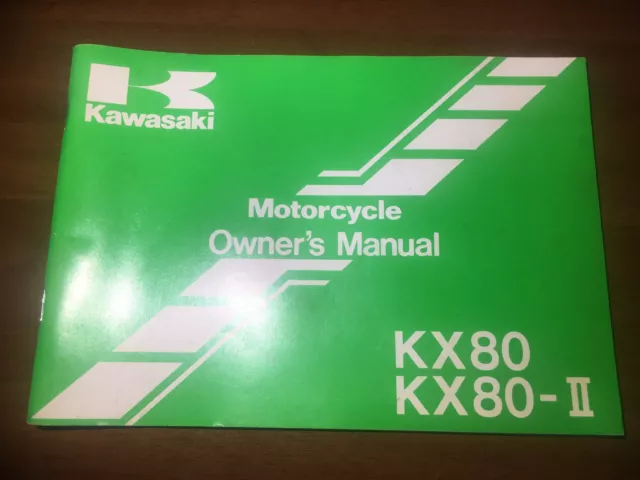 Kawasaki
Motorcycle
Owner's Manual
KX80
KX80-II